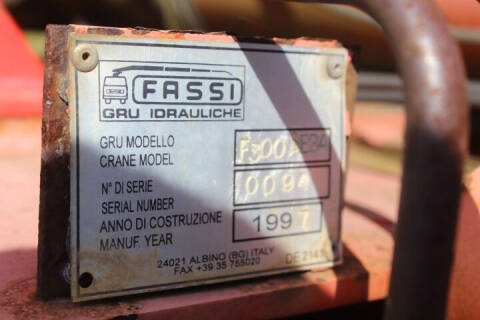 FASSI
GRU IDRAULICHE
GRU MODELLO
CRANE MODEL
N° DI SERIE 0094
SERIAL NUMBER
ANNO DI COSTRUZIONE 1997
MANUF. YEAR
24021 ALBINO (BG) ITALY
FAX +39 35 755020